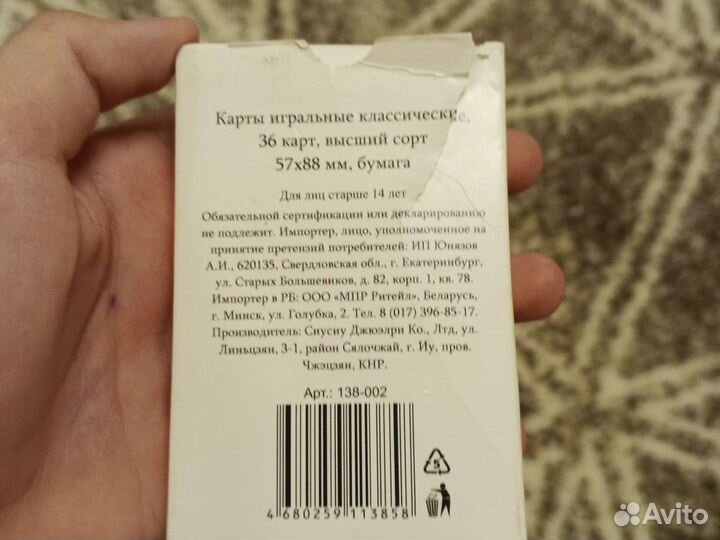 Карты игральные классические,
36 карт, высший сорт
57х88 мм, бумага
Для лиц старше 14 лет
Обязательной сертификации или декларированию
не подлежит. Импортер, лицо, уполномоченное на
принятие претензий потребителей: ИП Юнязов
А.И., 620135, Свердловская обл., г. Екатеринбург,
ул. Старых Большевиков, д. 82, корп. 1, кв. 78.
Импортер в РБ: ООО «МПР Ритейл», Беларусь,
г. Минск, ул. Голубка, 2. Тел. 8 (017) 396-85-17.
Производитель: Сиусиу Джюэлри Ко., Лтд, ул.
Линьцзян, 3-1, район Сялочжай, г. Иу, пров.
Чжэцзян, КНР.
Арт.: 138-002
5
4 680259 113858
Avito